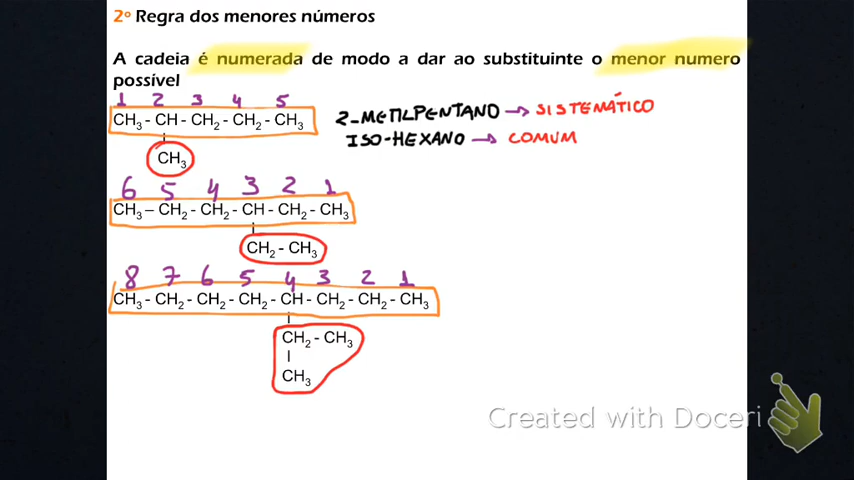 2º Regra dos menores números
A cadeia é numerada de modo a dar ao substituinte o menor numero
possível
1 2 3 4 5
CH3 - CH - CH2 - CH2 - CH3
2-METILPENTANO → SISTEMÁTICO
CH3
ISO-HEXANO → COMUM
6 5 4 3 2 1
CH3 – CH2 - CH2 - CH - CH2 - CH3
CH2 - CH3
8 7 6 5 4 3 2 1
CH3 - CH2 - CH2 - CH2 - CH - CH2 - CH2 - CH3
CH2 - CH3
CH3
Created with Doceri